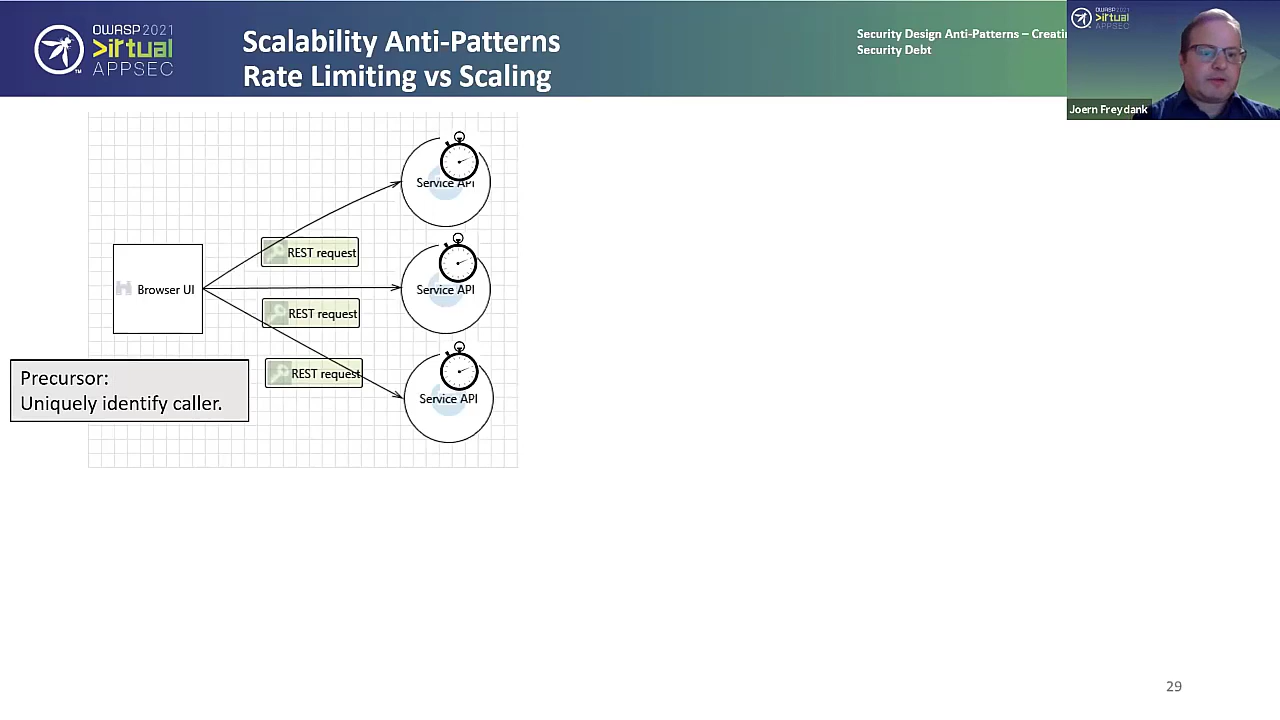 OWASP 2021
Virtual
APPSEC
Scalability Anti-Patterns
Rate Limiting vs Scaling
Security Design Anti-Patterns – Creati
Security Debt
OWASP 2021
Virtual
APPSEC
Joern Freydank
Service API
REST request
Browser UI
Service API
REST request
REST request
Service API
Precursor:
Uniquely identify caller.
29